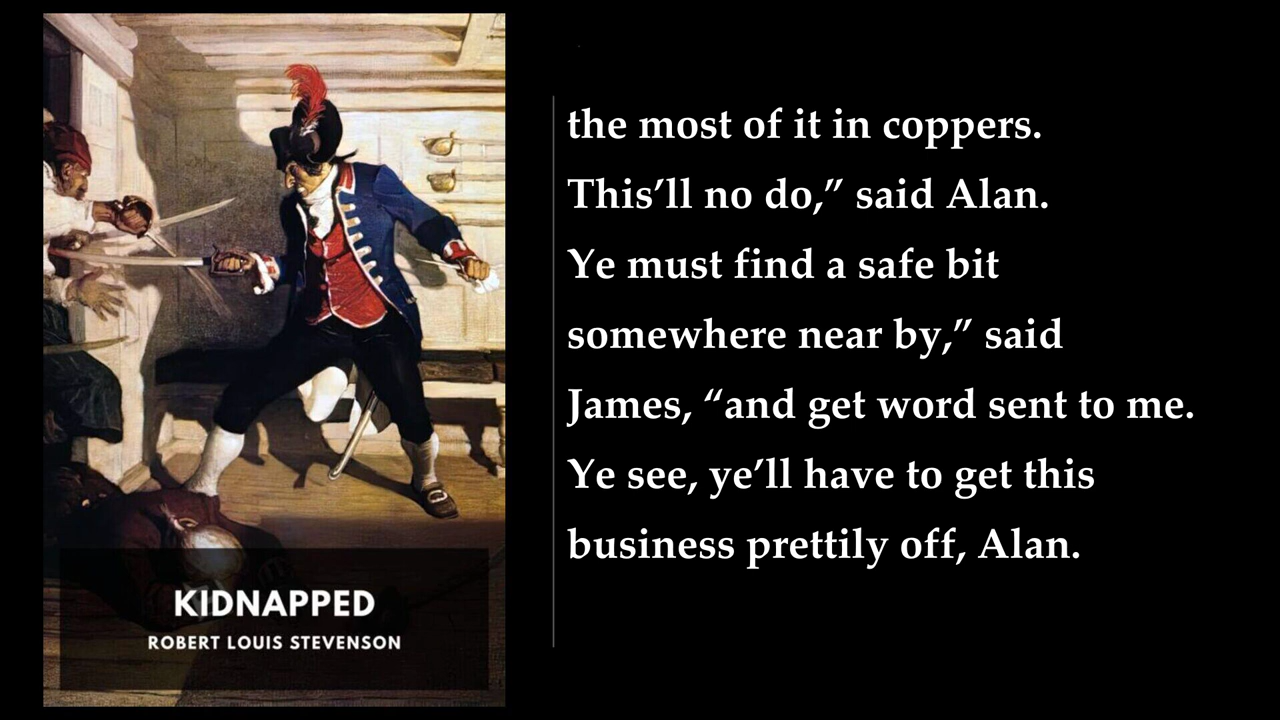 KIDNAPPED
ROBERT LOUIS STEVENSON
the most of it in coppers.
This’ll no do,” said Alan.
Ye must find a safe bit
somewhere near by,” said
James, “and get word sent to me.
Ye see, ye’ll have to get this
business prettily off, Alan.